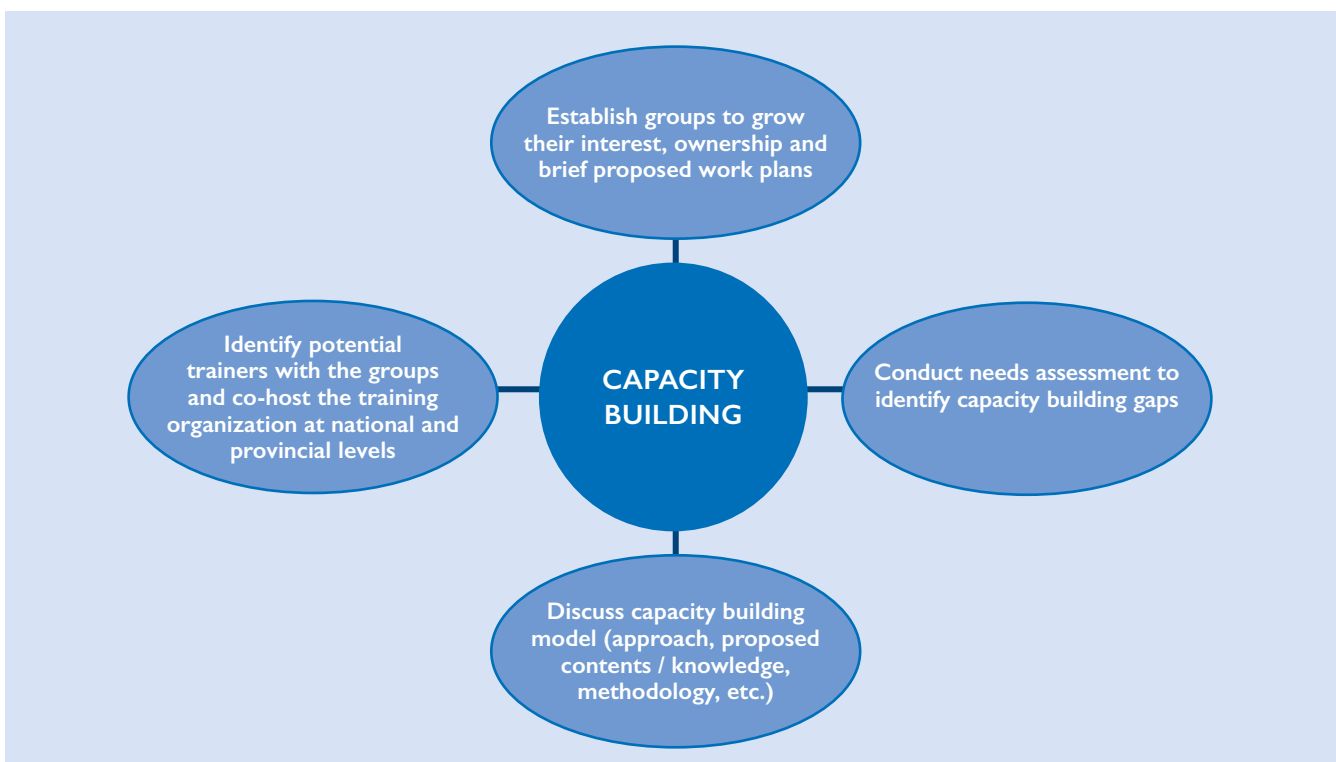 Establish groups to grow
their interest, ownership and
brief proposed work plans
Identify potential
trainers with the groups
and co-host the training
organization at national and
provincial levels
CAPACITY
BUILDING
Conduct needs assessment to
identify capacity building gaps
Discuss capacity building
model (approach, proposed
contents / knowledge,
methodology, etc.)